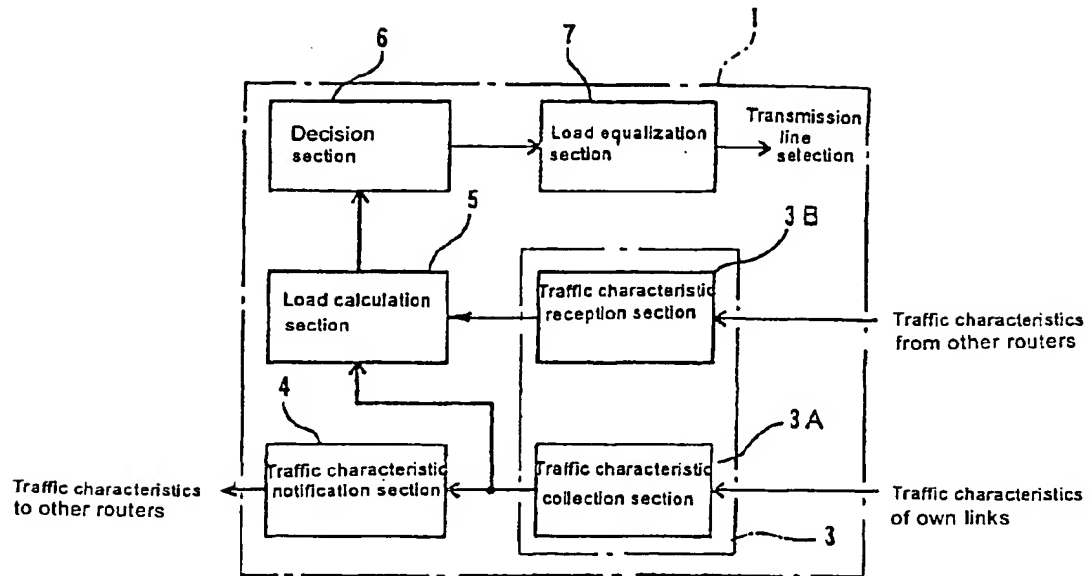 1
6
7
Decision
section
Load equalization
section
Transmission
line
selection
5
3B
Load calculation
section
Traffic characteristic
reception section
Traffic characteristics
from other routers
4
3A
Traffic characteristic
notification section
Traffic characteristic
collection section
Traffic characteristics
to other routers
Traffic characteristics
of own links
3